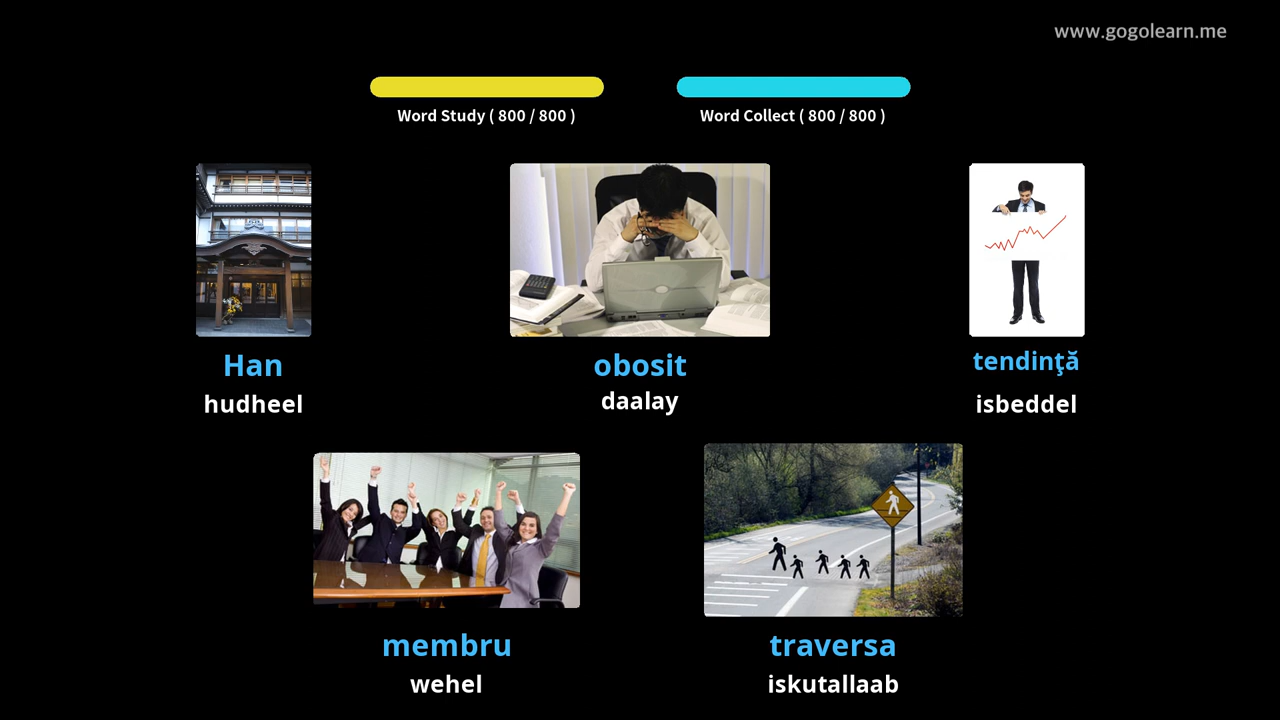 www.gogolearn.me
Word Study ( 800 / 800 )
Word Collect ( 800 / 800 )
Han
hudheel
obosit
daalay
tendinţă
isbeddel
membru
wehel
traversa
iskutallaab